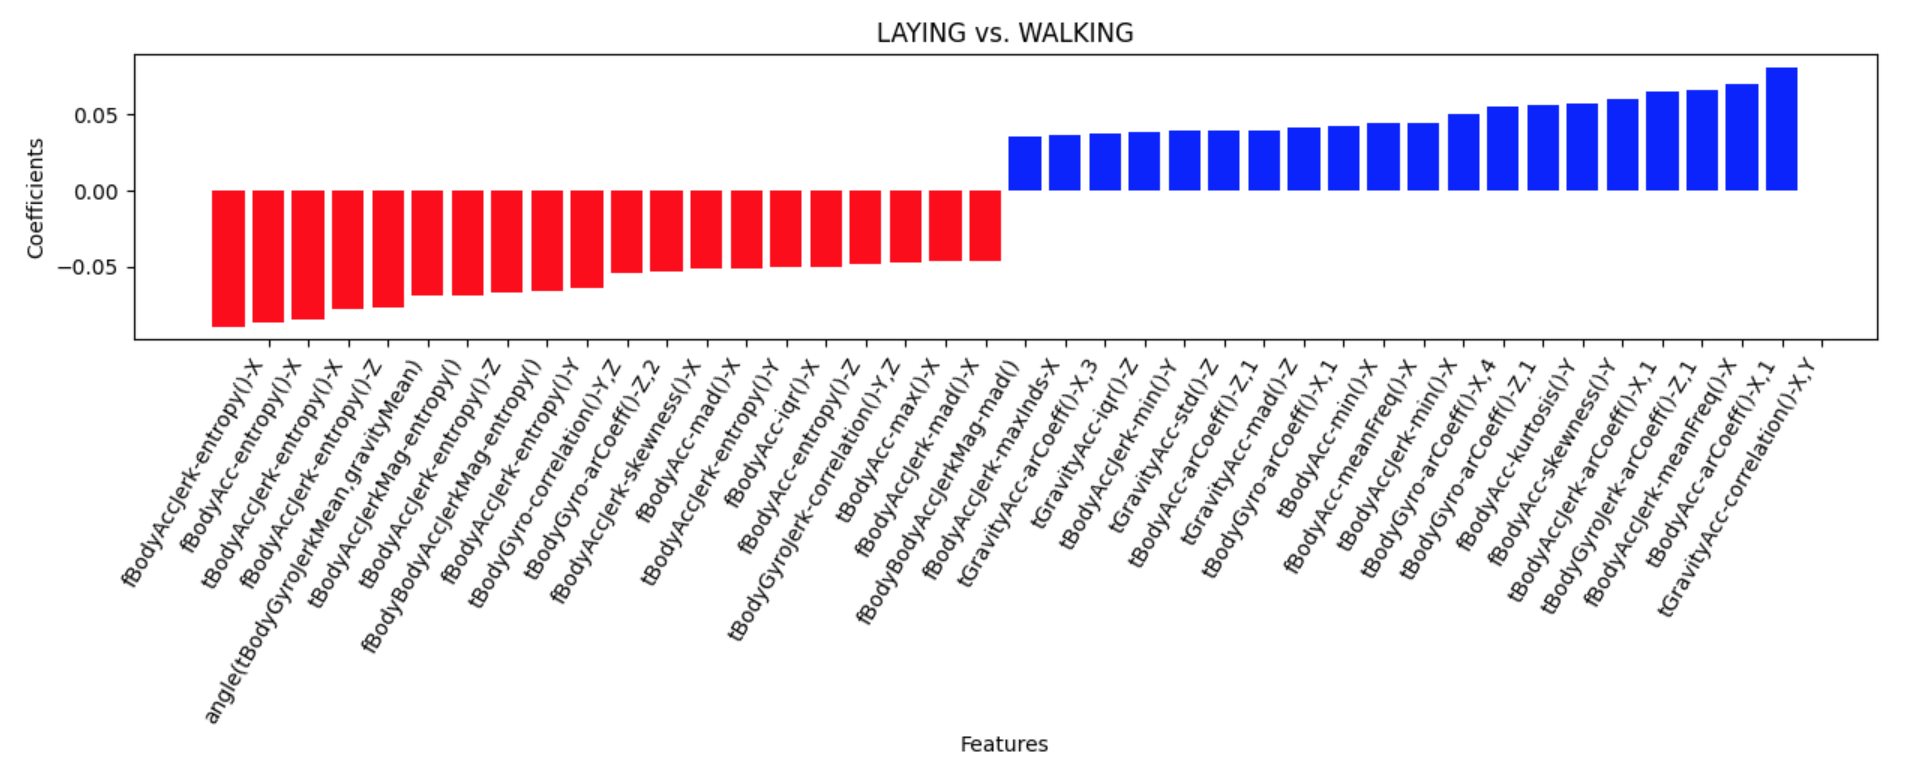 LAYING vs. WALKING
Coefficients
0.05
0.00
−0.05
fBodyAccJerk-entropy()-X
fBodyAcc-entropy()-X
tBodyAccJerk-entropy()-X
fBodyAccJerk-entropy()-Z
angle(tBodyGyroJerkMean,gravityMean)
tBodyAccJerkMag-entropy()
tBodyAccJerk-entropy()-Z
fBodyBodyAccJerkMag-entropy()
fBodyAccJerk-entropy()-Y
tBodyGyro-correlation()-Y,Z
tBodyGyro-arCoeff()-Z,2
fBodyAccJerk-skewness()-X
fBodyAcc-mad()-X
tBodyAccJerk-entropy()-Y
fBodyAcc-iqr()-X
fBodyAcc-entropy()-Z
tBodyGyroJerk-correlation()-Y,Z
tBodyAcc-max()-X
fBodyAccJerk-mad()-X
fBodyBodyAccJerkMag-mad()
fBodyAccJerk-maxInds-X
tGravityAcc-arCoeff()-X,3
tGravityAcc-iqr()-Z
tBodyAccJerk-min()-Y
tGravityAcc-std()-Z
tBodyAcc-arCoeff()-Z,1
tGravityAcc-mad()-Z
tBodyGyro-arCoeff()-X,1
tBodyAcc-min()-X
fBodyAcc-meanFreq()-X
tBodyAccJerk-min()-X
tBodyGyro-arCoeff()-X,4
tBodyGyro-arCoeff()-Z,1
fBodyAcc-kurtosis()-Y
fBodyAcc-skewness()-Y
tBodyAccJerk-arCoeff()-X,1
tBodyGyroJerk-arCoeff()-Z,1
fBodyAccJerk-meanFreq()-X
tBodyAcc-arCoeff()-X,1
tGravityAcc-correlation()-X,Y
Features